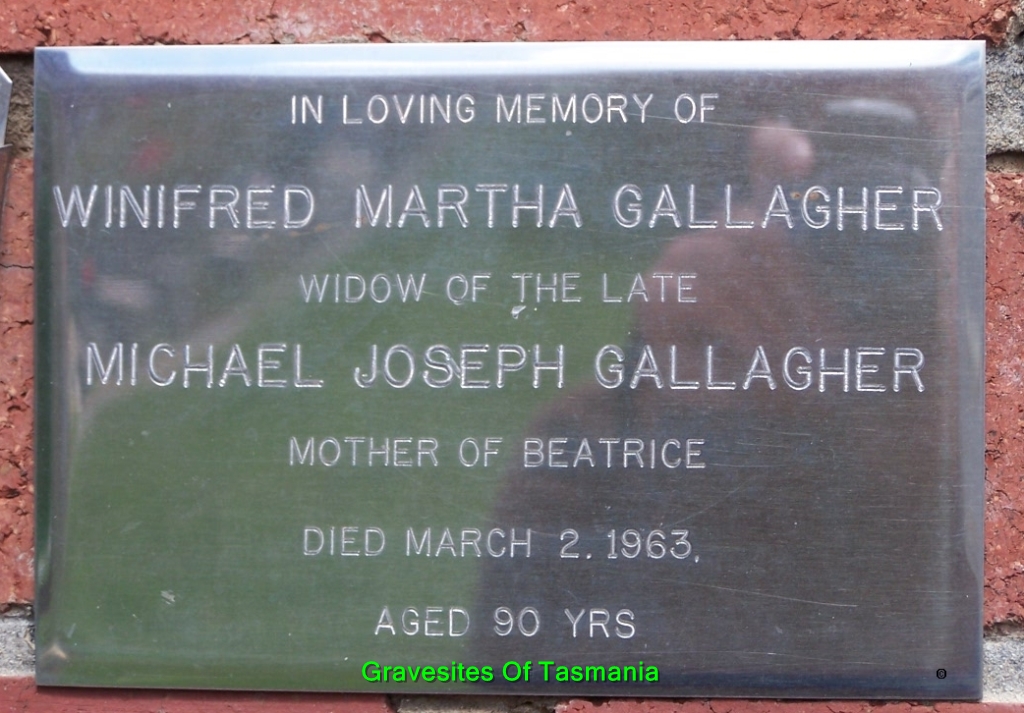 IN LOVING MEMORY OF
WINIFRED MARTHA GALLAGHER
WIDOW OF THE LATE
MICHAEL JOSEPH GALLAGHER
MOTHER OF BEATRICE
DIED MARCH 2. 1963.
AGED 90 YRS
Gravesites Of Tasmania